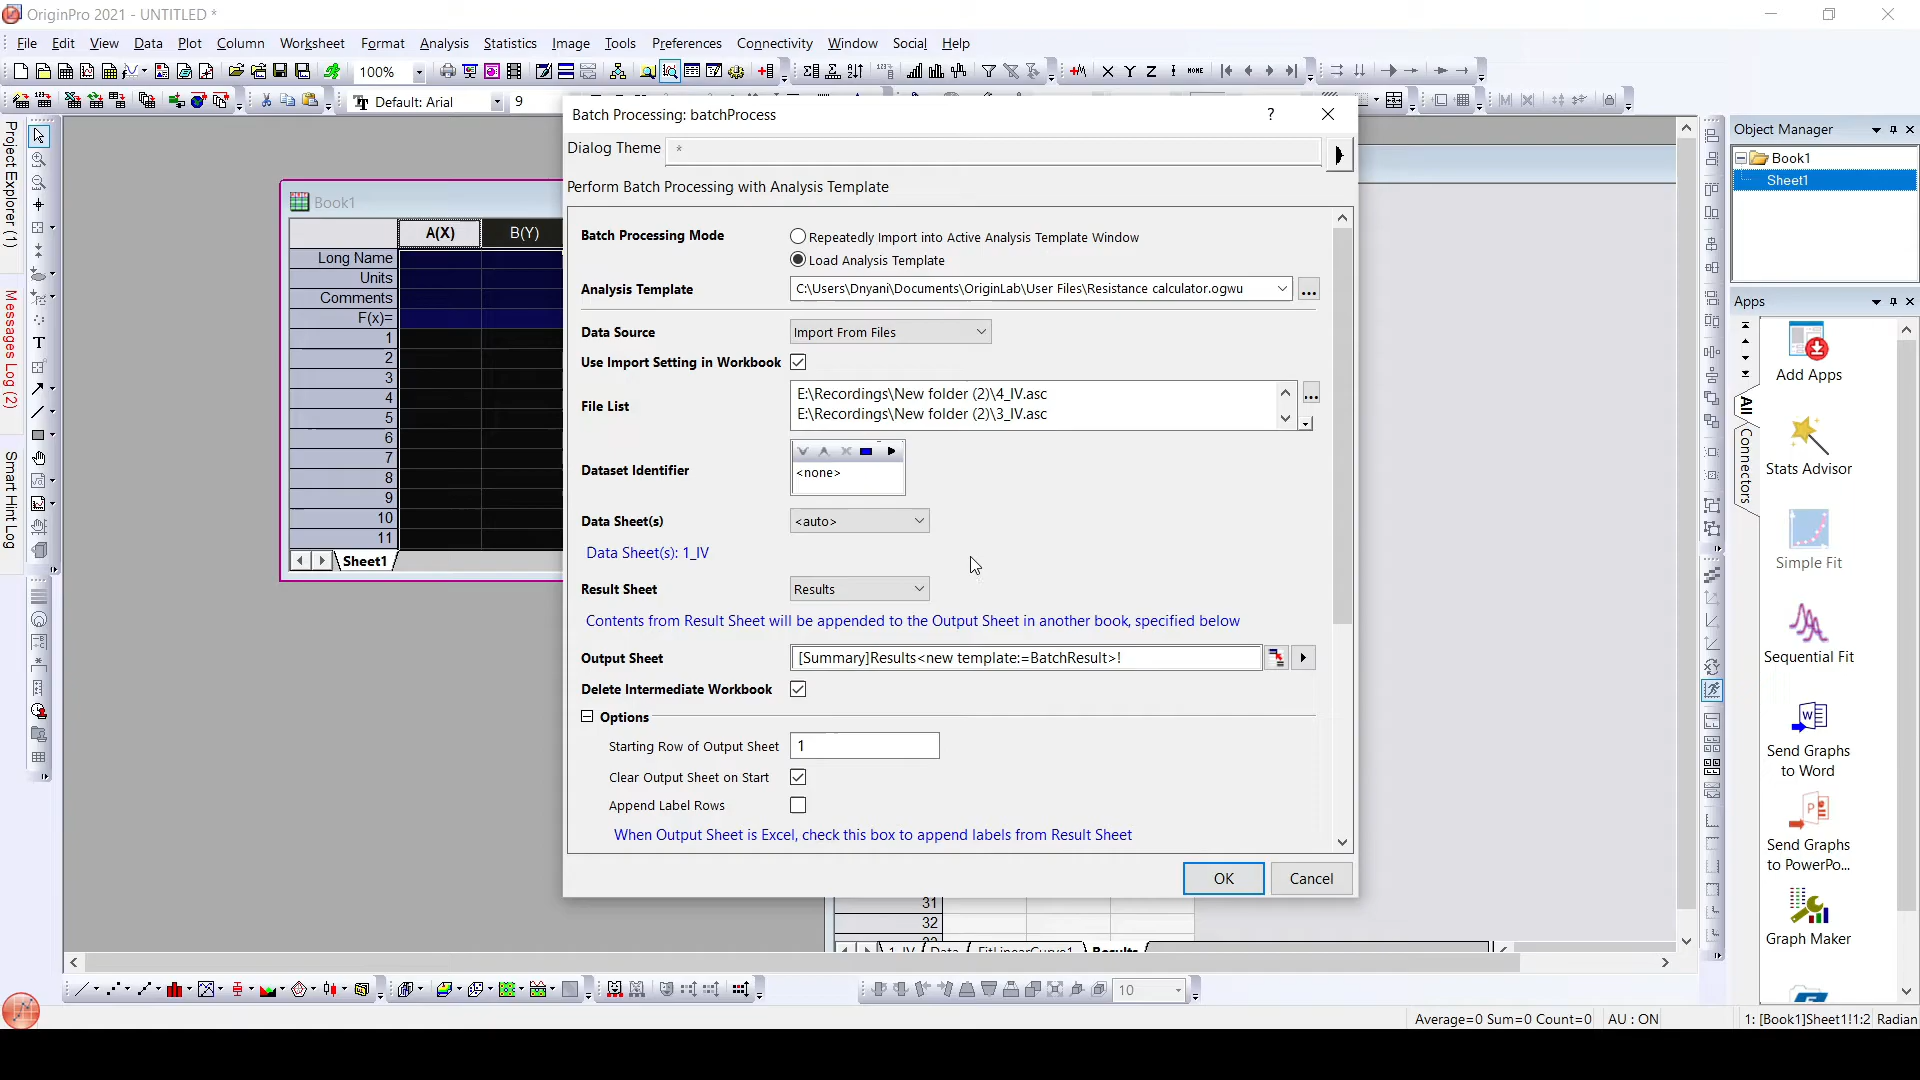 OriginPro 2021 - UNTITLED *
File Edit View Data Plot Column Worksheet Format Analysis Statistics Image Tools Preferences Connectivity Window Social Help
100%
Default: Arial 9
Project Explorer (1)
Messages Log (2)
Smart Hint Log
Book1
A(X) B(Y)
Long Name
Units
Comments
F(x)=
1
2
3
4
5
6
7
8
9
10
11
Sheet1
Batch Processing: batchProcess
?
Dialog Theme *
Perform Batch Processing with Analysis Template
Batch Processing Mode Repeatedly Import into Active Analysis Template Window
Load Analysis Template
Analysis Template C:\Users\Dnyani\Documents\OriginLab\User Files\Resistance calculator.ogwu ...
Data Source Import From Files
Use Import Setting in Workbook
File List E:\Recordings\New folder (2)\4_IV.asc ...
E:\Recordings\New folder (2)\3_IV.asc
Dataset Identifier <none>
Data Sheet(s) <auto>
Data Sheet(s): 1_IV
Result Sheet Results
Contents from Result Sheet will be appended to the Output Sheet in another book, specified below
Output Sheet [Summary]Results<new template:=BatchResult>!
Delete Intermediate Workbook
Options
Starting Row of Output Sheet 1
Clear Output Sheet on Start
Append Label Rows
When Output Sheet is Excel, check this box to append labels from Result Sheet
OK Cancel
31
32
1_IV Data FitLinearCurve1 Results
Object Manager
Book1
Sheet1
Apps
All
Connectors
Add Apps
Stats Advisor
Simple Fit
Sequential Fit
Send Graphs
to Word
Send Graphs
to PowerPo...
Graph Maker
10
Average=0 Sum=0 Count=0 AU : ON 1: [Book1]Sheet1!1:2 Radian